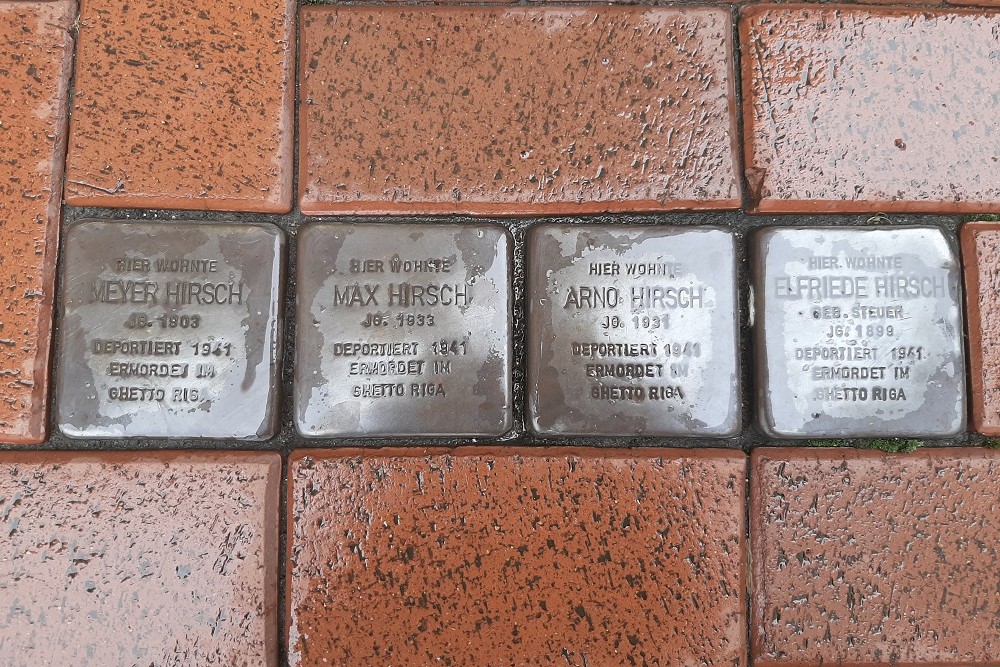 HIER WOHNTE
MEYER HIRSCH
JG. 1903
DEPORTIERT 1941
ERMORDET IM
GHETTO RIGA
HIER WOHNTE
MAX HIRSCH
JG. 1933
DEPORTIERT 1941
ERMORDET IM
GHETTO RIGA
HIER WOHNTE
ARNO HIRSCH
JG. 1931
DEPORTIERT 1941
ERMORDET IM
GHETTO RIGA
HIER WOHNTE
ELFRIEDE HIRSCH
GEB. STEUER
JG. 1899
DEPORTIERT 1941
ERMORDET IM
GHETTO RIGA